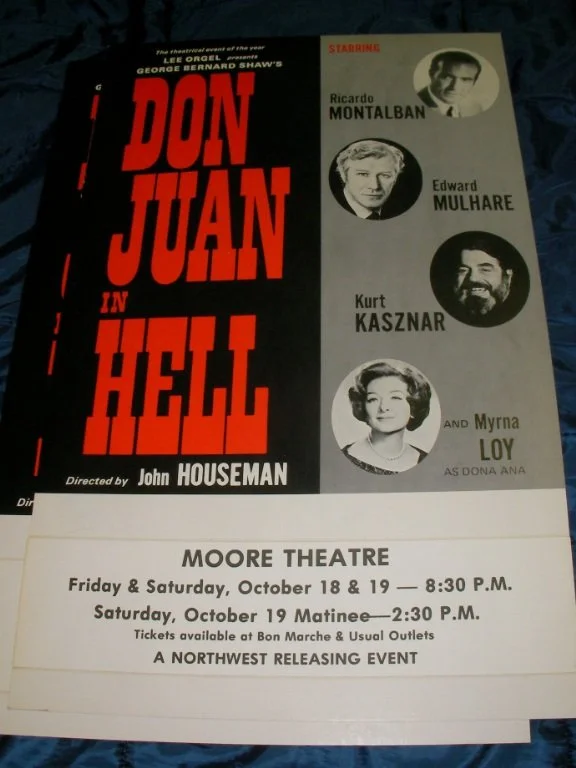 The theatrical event of the year
LEE ORGEL presents
GEORGE BERNARD SHAW'S
DON
JUAN
IN
HELL
Directed by John HOUSEMAN
STARRING
Ricardo
MONTALBAN
Edward
MULHARE
Kurt
KASZNAR
AND Myrna
LOY
AS DONA ANA
G
Dir
MOORE THEATRE
Friday & Saturday, October 18 & 19 — 8:30 P.M.
Saturday, October 19 Matinee—2:30 P.M.
Tickets available at Bon Marche & Usual Outlets
A NORTHWEST RELEASING EVENT